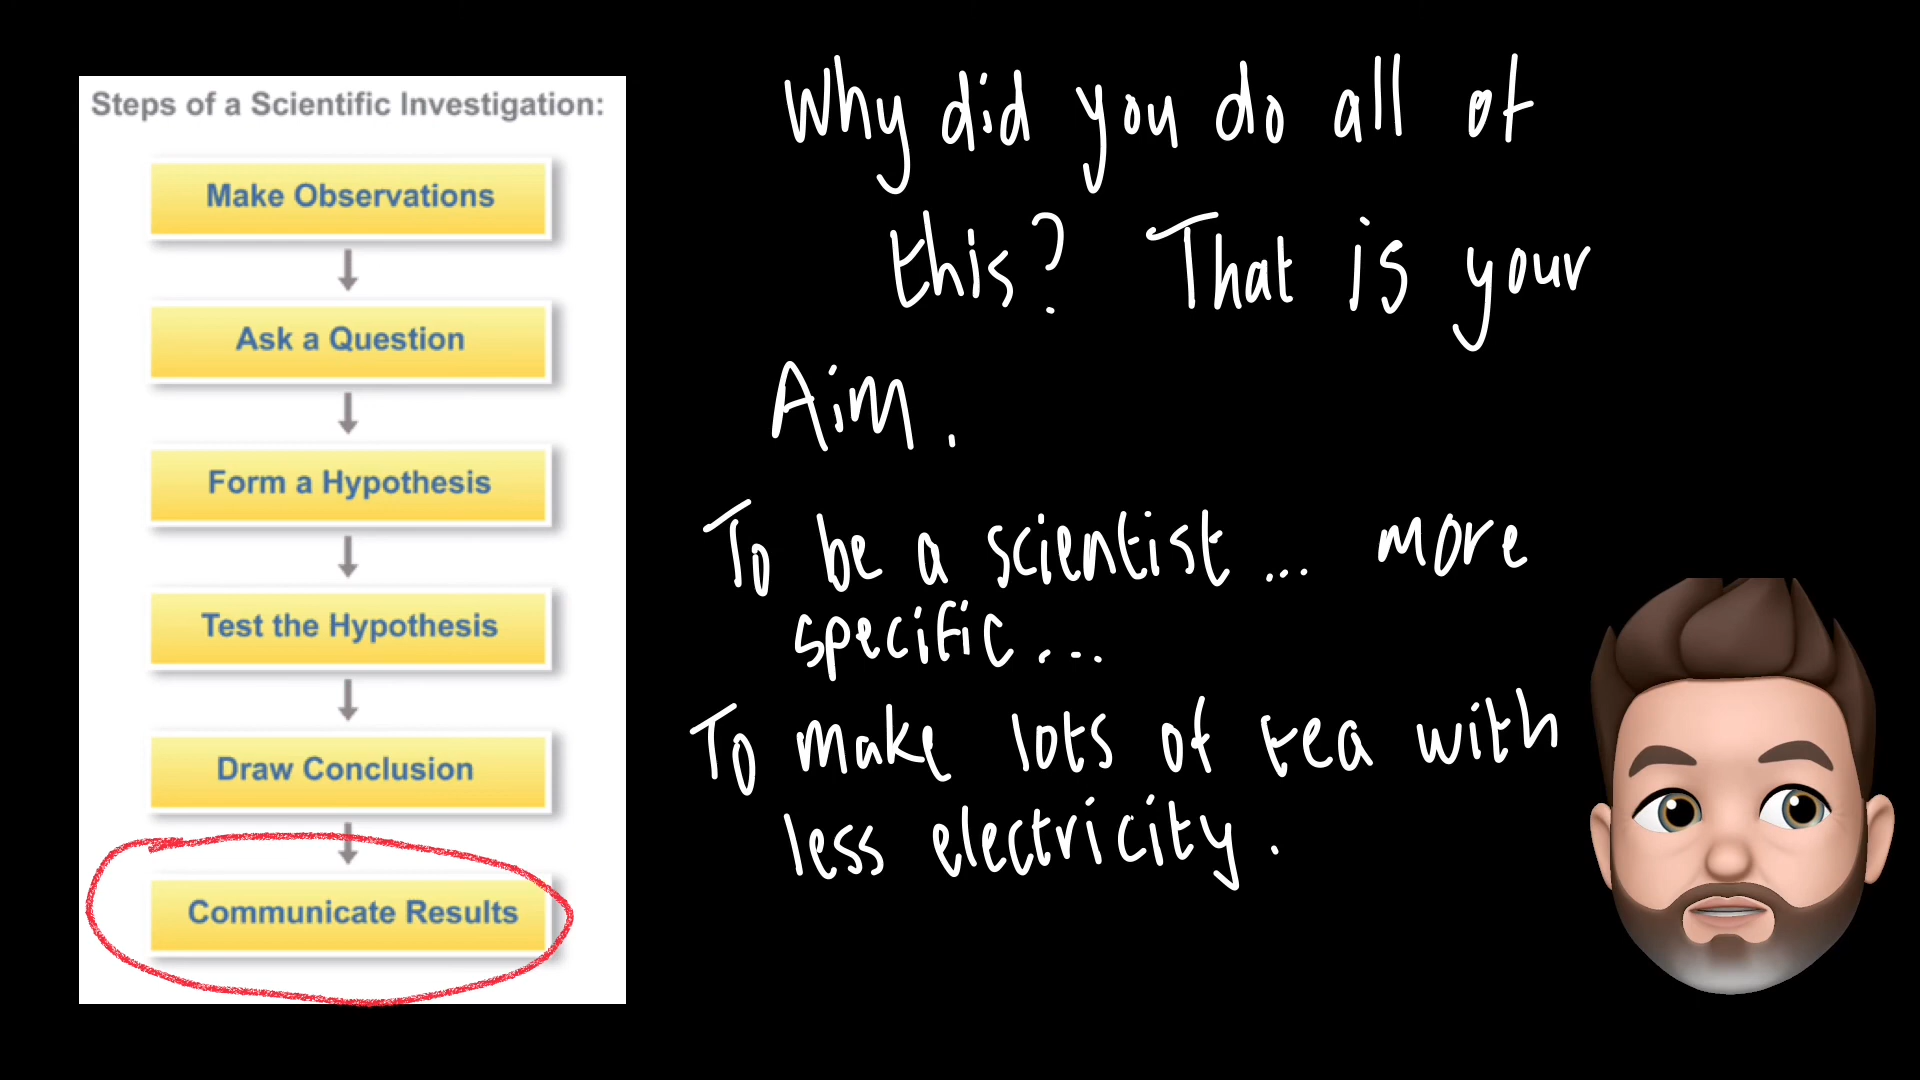 Steps of a Scientific Investigation:
Make Observations
Ask a Question
Form a Hypothesis
Test the Hypothesis
Draw Conclusion
Communicate Results
Why did you do all of
this? That is your
Aim.
To be a scientist... more
specific...
To make lots of tea with
less electricity.